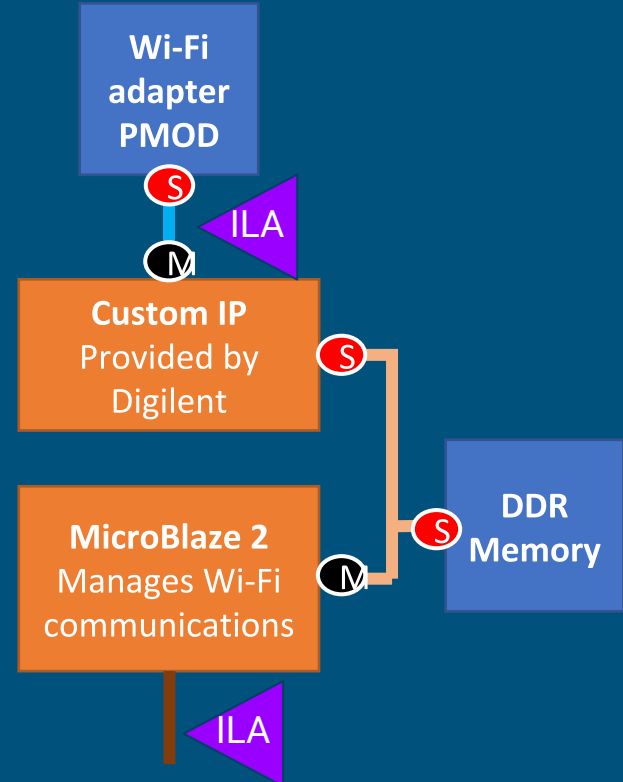 Wi-Fi
adapter
PMOD
S
ILA
M
Custom IP
Provided by
Digilent
S
MicroBlaze 2
Manages Wi-Fi
communications
M
S
DDR
Memory
ILA